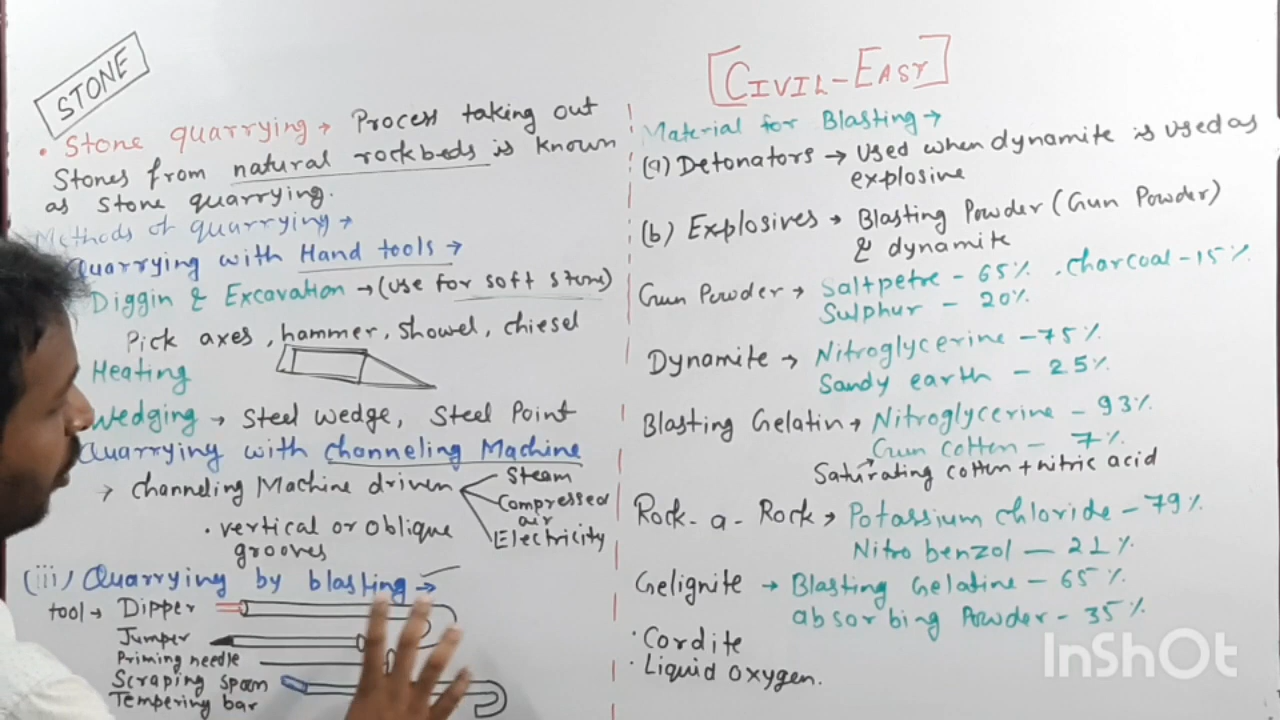 STONE
• Stone quarrying → Process taking out
Stones from natural rockbeds is known
as stone quarrying.
Methods of quarrying →
Quarrying with Hand tools →
Diggin & Excavation → (use for soft stone)
Pick axes, hammer, Showel, chiesel
Heating
Wedging → Steel wedge, Steel Point
Quarrying with channeling Machine
→ channeling Machine driven
Steam
Compressed
air
Electricity
• vertical or oblique
grooves
(iii) Quarrying by blasting →
tool → Dipper
Jumper
Priming needle
Scraping spoon
Tempering bar
[CIVIL-EASY]
Material for Blasting →
(a) Detonators → used when dynamite is used as
explosive
(b) Explosives → Blasting Powder (Gun Powder)
& dynamite
Gun Powder → Saltpetre - 65% . Charcoal - 15%
Sulphur - 20%
Dynamite → Nitroglycerine - 75%
Sandy earth - 25%
Blasting Gelatin → Nitroglycerine - 93%
Gun cotton - 7%
Saturating cotton + nitric acid
Rock-a-Rock → Potassium chloride - 79%
Nitro benzol - 21%
Gelignite → Blasting Gelatine - 65%
absorbing Powder - 35%
• Cordite
• Liquid oxygen.
InShOt